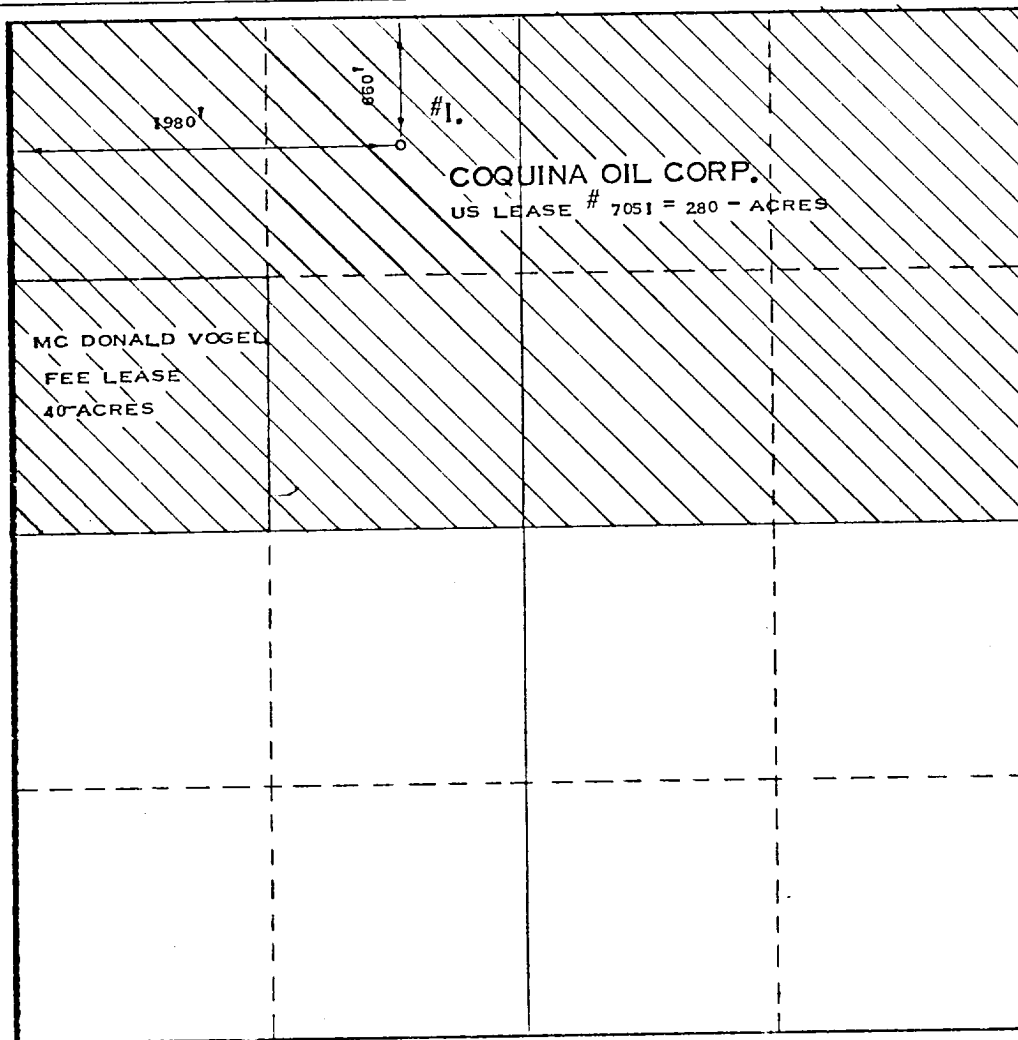 660'
#1.
1980'
COQUINA OIL CORP.
US LEASE # 7051 = 280 - ACRES
MC DONALD VOGEL
FEE LEASE
40-ACRES